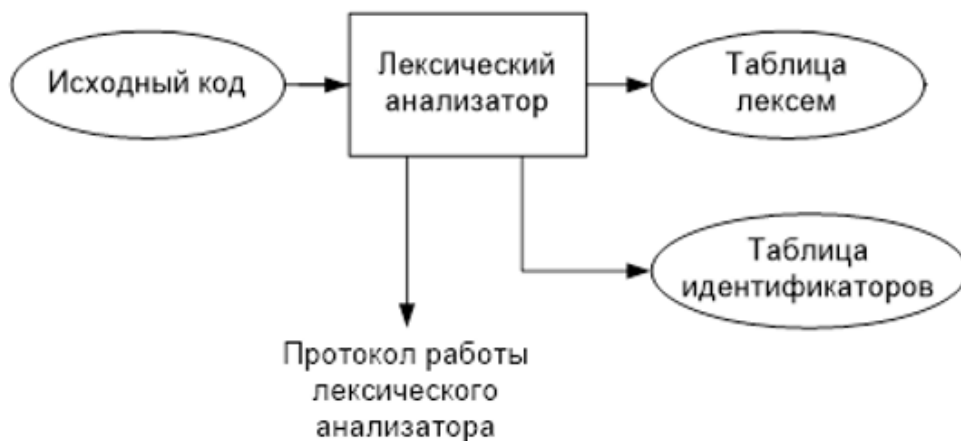 Исходный код
Лексический
анализатор
Таблица
лексем
Таблица
идентификаторов
Протокол работы
лексического
анализатора